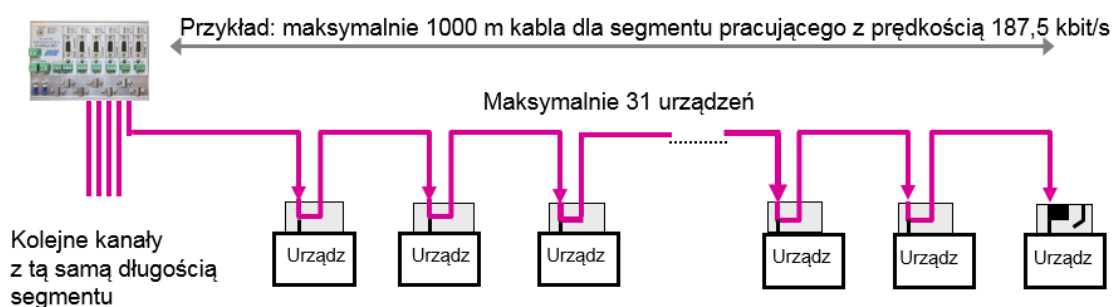 Przykład: maksymalnie 1000 m kabla dla segmentu pracującego z prędkością 187,5 kbit/s
Maksymalnie 31 urządzeń
Kolejne kanały
z tą samą długością
segmentu
Urządz
Urządz
Urządz
Urządz
Urządz
Urządz